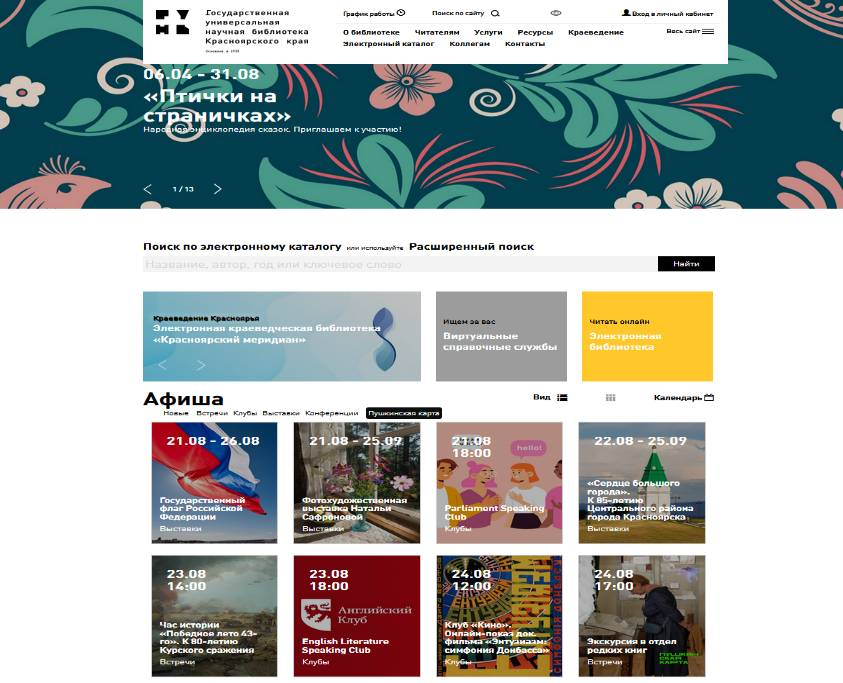 Государственная
универсальная
научная библиотека
Красноярского края
График работы
Поиск по сайту
Вход в личный кабинет
О библиотеке Читателям Услуги Ресурсы Краеведение
Весь сайт
Электронный каталог Коллегам Контакты
06.04 - 31.08
«Птички на
страничках»
Народная энциклопедия сказок. Приглашаем к участию!
1 / 13
Поиск по электронному каталогу или используйте Расширенный поиск
Название, автор, год или ключевое слово
Найти
Краеведение Красноярья
Электронная краеведческая библиотека
«Красноярский меридиан»
Ищем за вас
Виртуальные
справочные службы
Читать онлайн
Электронная
библиотека
Афиша
Вид
Календарь
Новые Встречи Клубы Выставки Конференции Пушкинская карта
21.08 - 26.08
Государственный
флаг Российской
Федерации
Выставки
21.08 - 25.09
Фотохудожественная
выставка Натальи
Сафроновой
Выставки
21.08
18:00
hello!
Parliament Speaking
Club
Клубы
22.08 - 25.09
«Сердце большого
города».
К 85-летию
Центрального района
города Красноярска
Выставки
23.08
14:00
Час истории
«Победное лето 43-
го». К 80-летию
Курского сражения
Встречи
23.08
18:00
Английский
Клуб
English Literature
Speaking Club
Клубы
24.08
12:00
Клуб «Кино».
Онлайн-показ док.
фильма «Энтузиазм:
симфония Донбасса»
Клубы
24.08
17:00
Экскурсия в отдел
редких книг
Встречи
ПУШКИН
СКАЯ
КАРТА